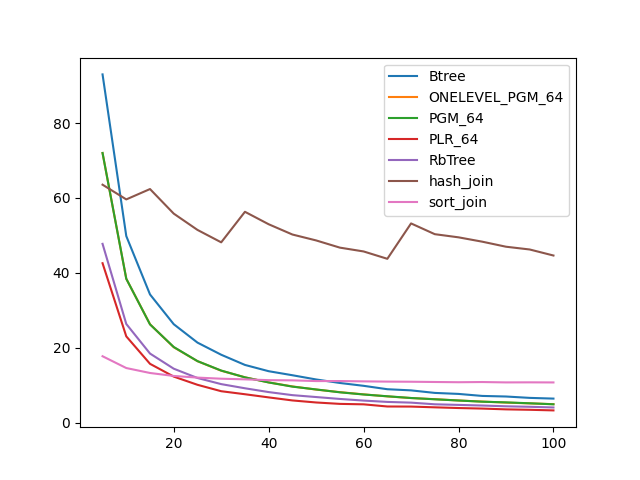 Btree
ONELEVEL_PGM_64
PGM_64
PLR_64
RbTree
hash_join
sort_join
80
60
40
20
0
20 40 60 80 100